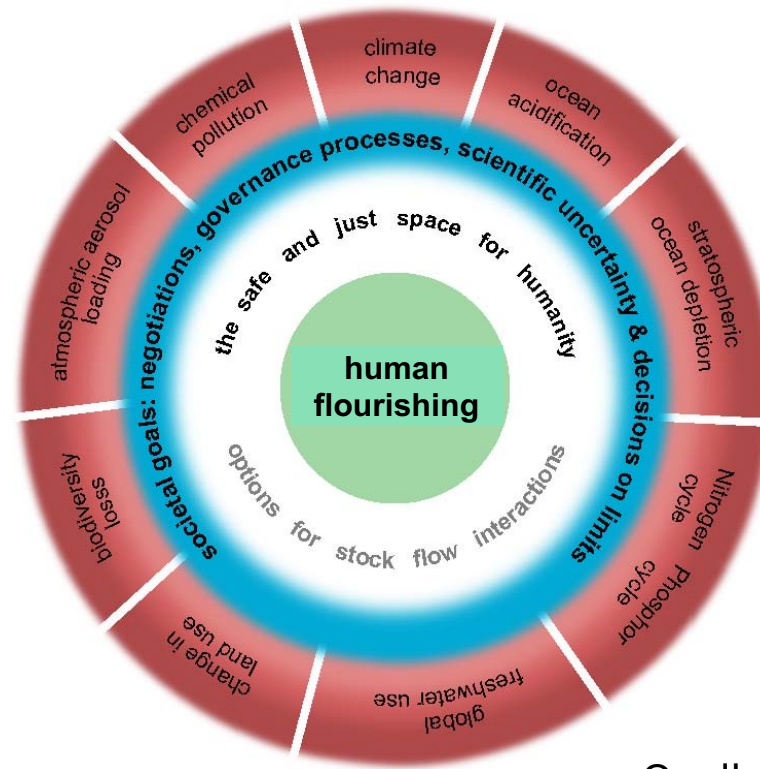 climate
change
ocean
acidification
stratospheric
ocean depletion
Nitrogen Phosphor
cycle cycle
global
freshwater use
change in
land use
biodiversity
losss
atmospheric aerosol
loading
chemical
pollution
societal goals: negotiations, governance processes, scientific uncertainty & decisions on limits
the safe and just space for humanity
human
flourishing
options for stock flow interactions